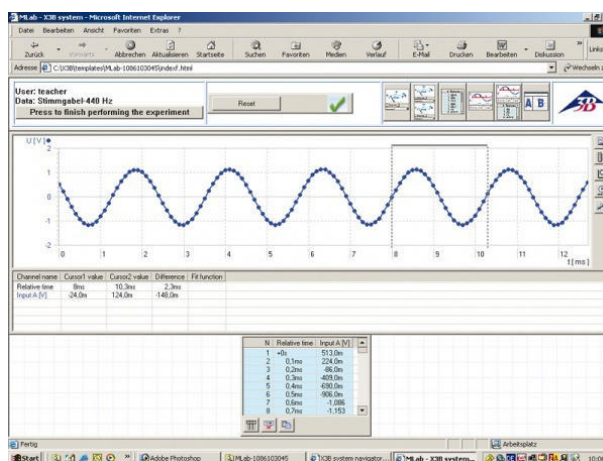 MLab - X3B system - Microsoft Internet Explorer
Datei Bearbeiten Ansicht Favoriten Extras ?
Zurück Vorwärts Abbrechen Aktualisieren Startseite Suchen Favoriten Medien Verlauf E-Mail Drucken Bearbeiten Diskussion Links
Adresse C:\X3B\templates\MLab-1086103045\indexf.html Wechseln
User: teacher
Data: Stimmgabel-440 Hz
Press to finish performing the experiment
Reset
A B
3B
U [V]
2
1
0
-1
-2
0 1 2 3 4 5 6 7 8 9 10 11 12
t [ms]
Channel name Cursor1 value Cursor2 value Difference Fit function
Relative time 8ms 10,3ms 2,3ms
Input A [V] -24,0m 124,0m -148,0m
N Relative time Input A [V]
1 +0s 513,0m
2 0,1ms 224,0m
3 0,2ms -86,0m
4 0,3ms -409,0m
5 0,4ms -690,0m
6 0,5ms -906,0m
7 0,6ms -1,086
8 0,7ms -1,153
Fertig Arbeitsplatz
Start Adobe Photoshop MLab-1086103045 X3B system navigator... MLab - X3B system...